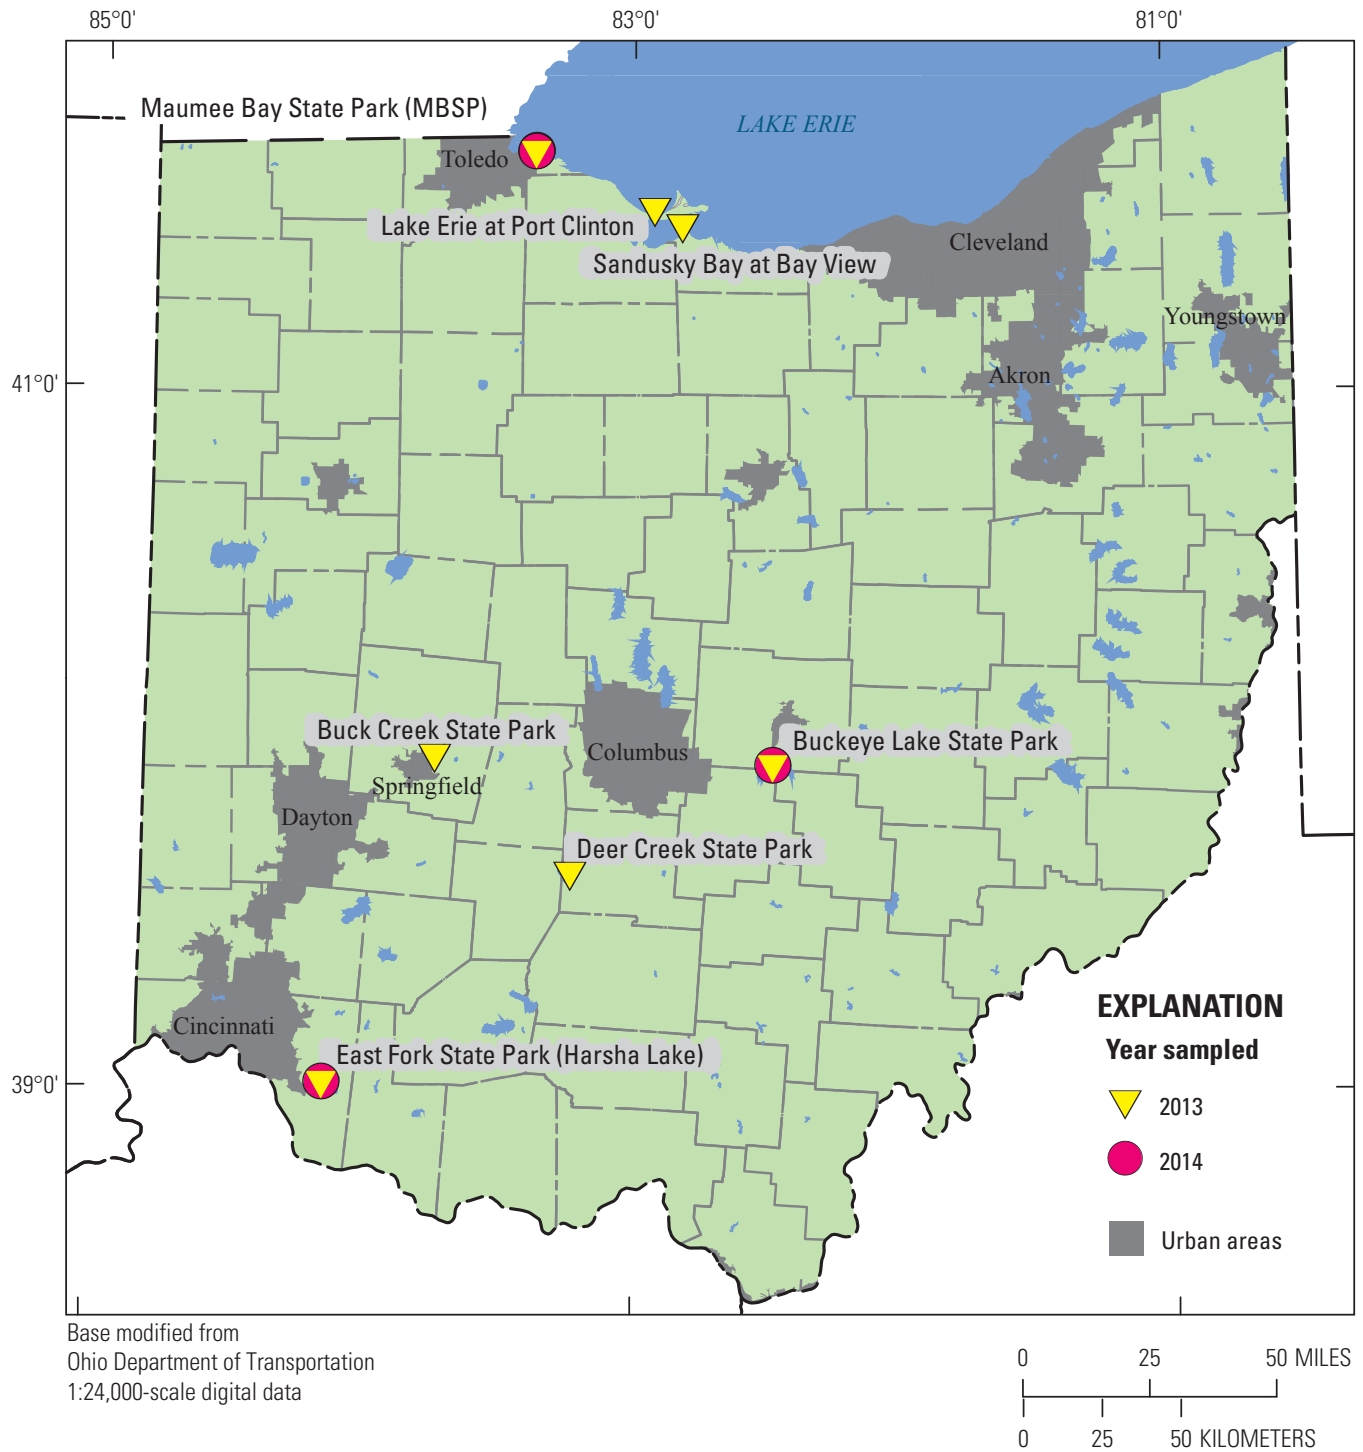 85°0'
83°0'
81°0'
Maumee Bay State Park (MBSP)
LAKE ERIE
Toledo
Lake Erie at Port Clinton
Cleveland
Sandusky Bay at Bay View
Youngstown
41°0'
Akron
Buck Creek State Park
Columbus
Buckeye Lake State Park
Springfield
Dayton
Deer Creek State Park
EXPLANATION
Cincinnati
Year sampled
East Fork State Park (Harsha Lake)
39°0'
2013
2014
Urban areas
Base modified from
Ohio Department of Transportation
1:24,000-scale digital data
0 25 50 MILES
0 25 50 KILOMETERS